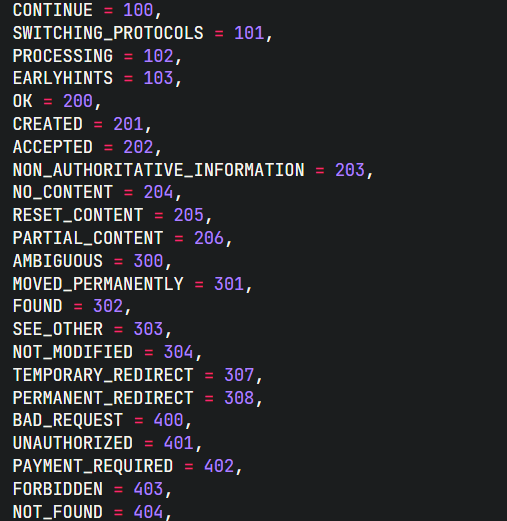 CONTINUE = 100,
SWITCHING_PROTOCOLS = 101,
PROCESSING = 102,
EARLYHINTS = 103,
OK = 200,
CREATED = 201,
ACCEPTED = 202,
NON_AUTHORITATIVE_INFORMATION = 203,
NO_CONTENT = 204,
RESET_CONTENT = 205,
PARTIAL_CONTENT = 206,
AMBIGUOUS = 300,
MOVED_PERMANENTLY = 301,
FOUND = 302,
SEE_OTHER = 303,
NOT_MODIFIED = 304,
TEMPORARY_REDIRECT = 307,
PERMANENT_REDIRECT = 308,
BAD_REQUEST = 400,
UNAUTHORIZED = 401,
PAYMENT_REQUIRED = 402,
FORBIDDEN = 403,
NOT_FOUND = 404,